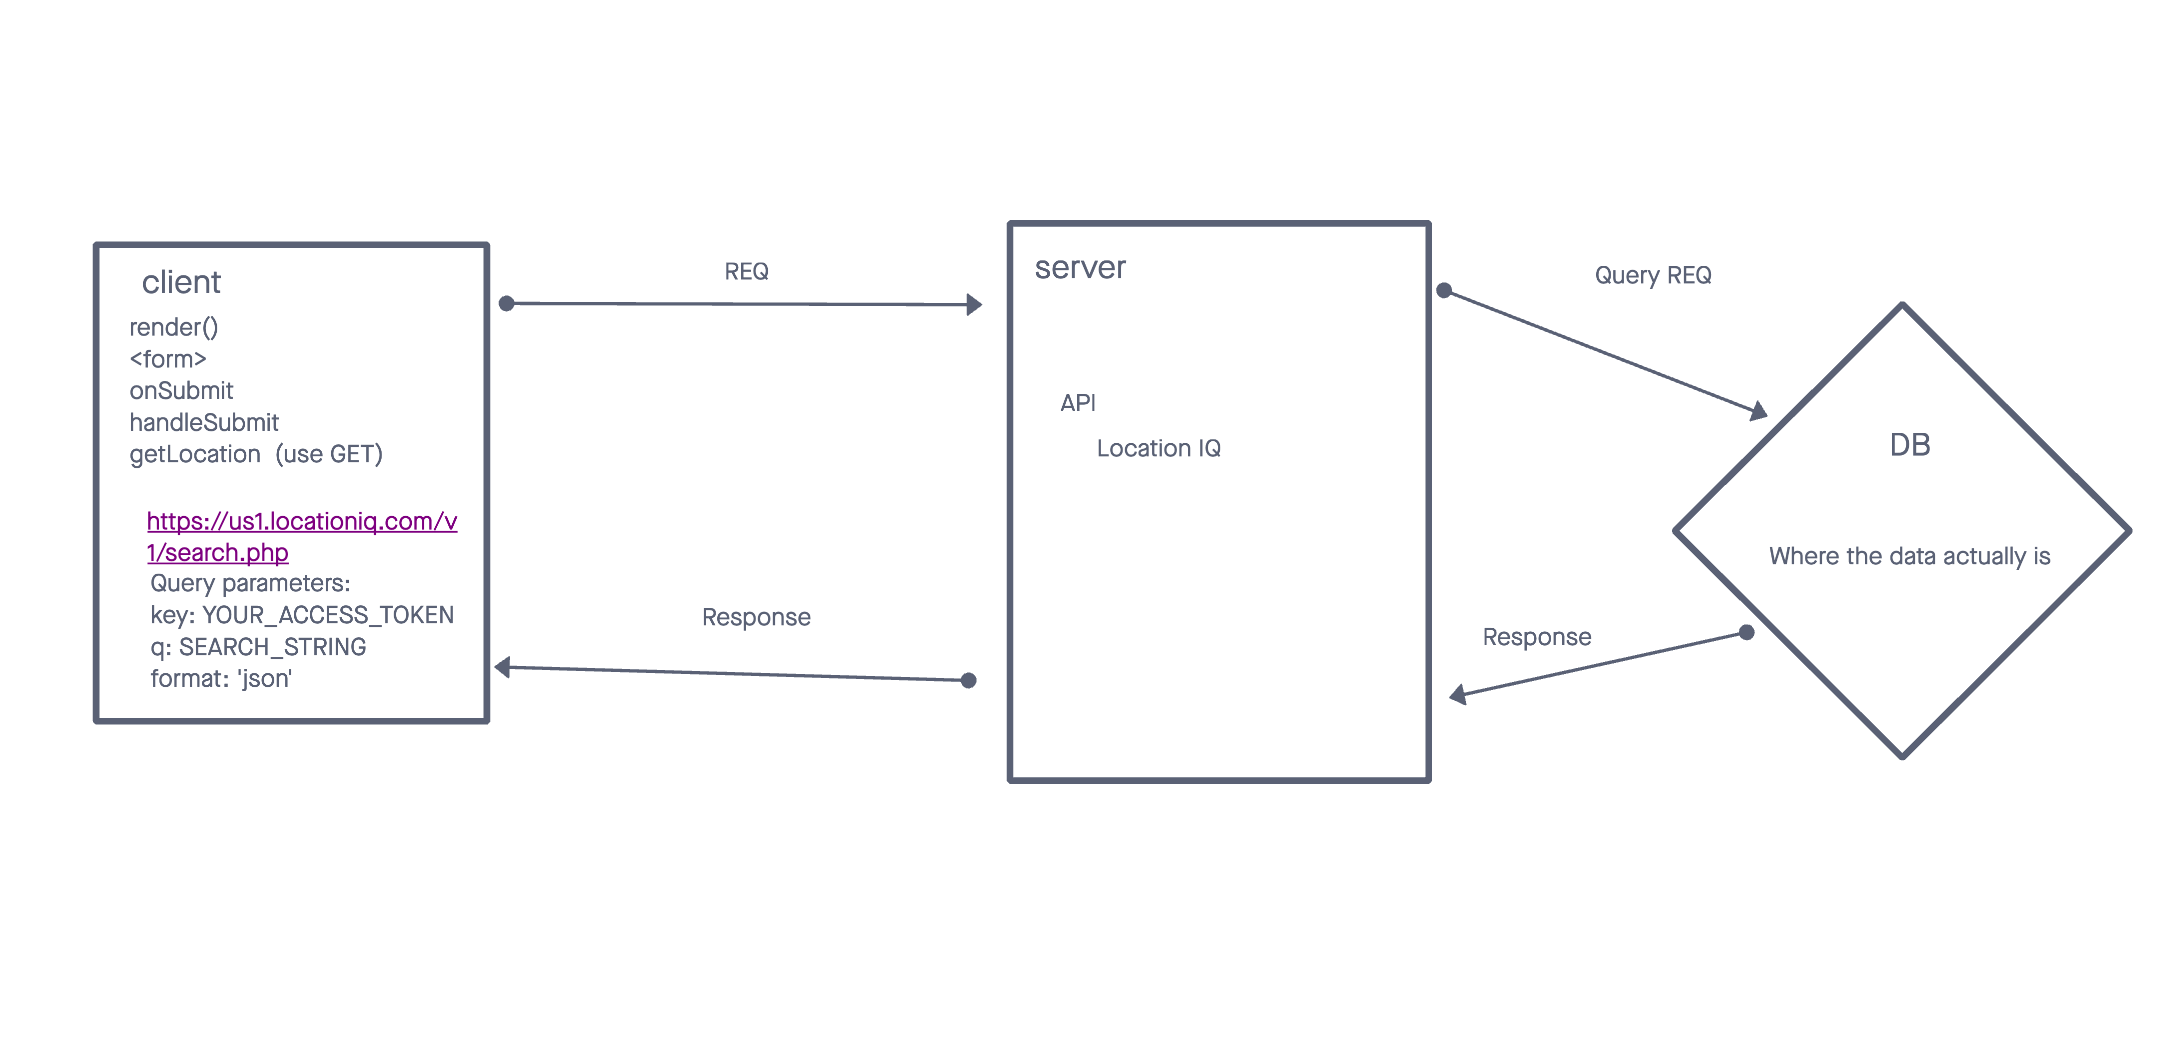 client
render()
<form>
onSubmit
handleSubmit
getLocation  (use GET)
https://us1.locationiq.com/v
1/search.php
Query parameters:
key: YOUR_ACCESS_TOKEN
q: SEARCH_STRING
format: 'json'
REQ
Response
server
API
Location IQ
Query REQ
Response
DB
Where the data actually is